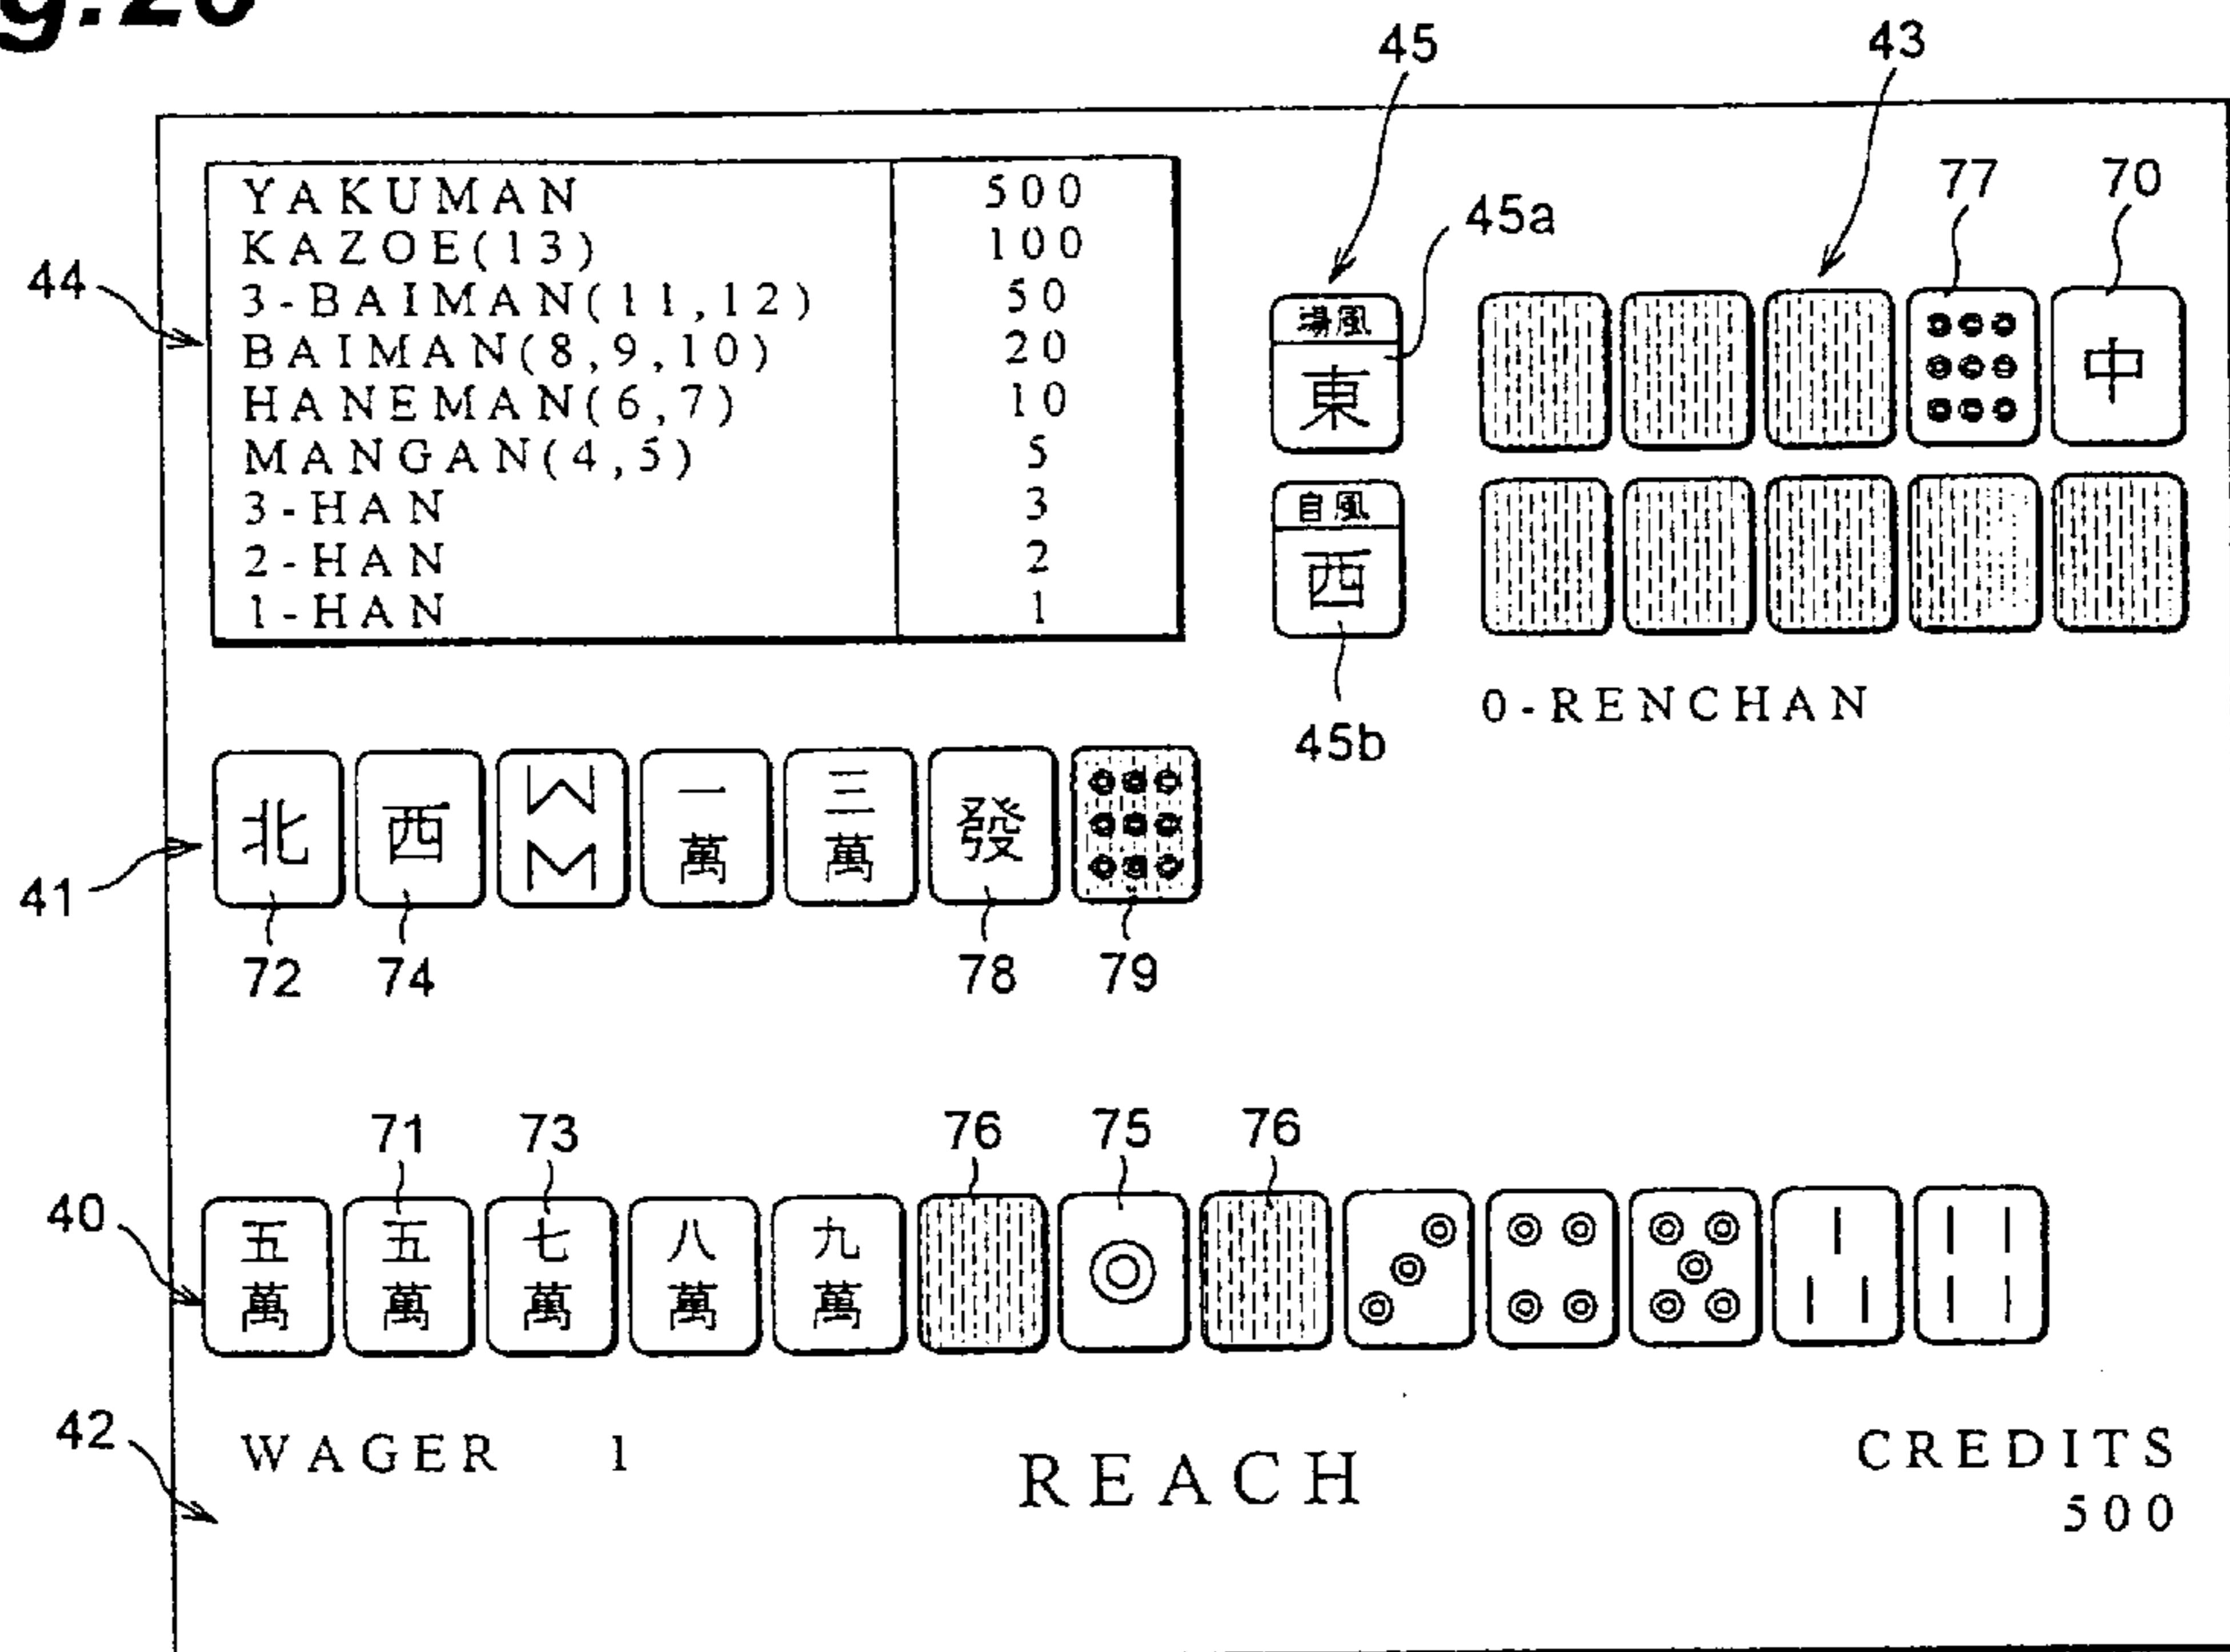 45 43
YAKUMAN 500
KAZOE(13) 100
3-BAIMAN(11,12) 50
BAIMAN(8,9,10) 20
HANEMAN(6,7) 10
MANGAN(4,5) 5
3-HAN 3
2-HAN 2
1-HAN 1
44
45a
77 70
場風
東
中
自風
西
45b
0-RENCHAN
41
北 西 一萬 三萬 發
72 74 78 79
71 73 76 75 76
40
五萬 五萬 七萬 八萬 九萬
42
WAGER 1
REACH
CREDITS
500